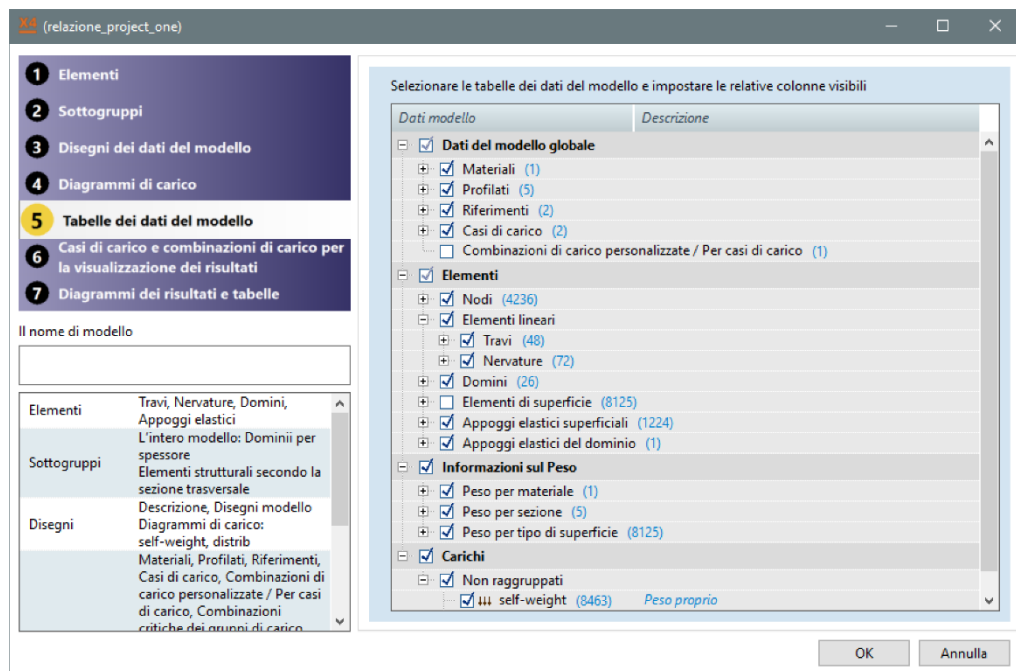 X4 (relazione_project_one)
1 Elementi
2 Sottogruppi
3 Disegni dei dati del modello
4 Diagrammi di carico
5 Tabelle dei dati del modello
6 Casi di carico e combinazioni di carico per
la visualizzazione dei risultati
7 Diagrammi dei risultati e tabelle
Il nome di modello
Elementi
Travi, Nervature, Domini,
Appoggi elastici
Sottogruppi
L'intero modello: Dominii per
spessore
Elementi strutturali secondo la
sezione trasversale
Disegni
Descrizione, Disegni modello
Diagrammi di carico:
self-weight, distrib
Materiali, Profilati, Riferimenti,
Casi di carico, Combinazioni di
carico personalizzate / Per casi
di carico, Combinazioni
critiche dei gruppi di carico
Selezionare le tabelle dei dati del modello e impostare le relative colonne visibili
Dati modello Descrizione
Dati del modello globale
Materiali (1)
Profilati (5)
Riferimenti (2)
Casi di carico (2)
Combinazioni di carico personalizzate / Per casi di carico (1)
Elementi
Nodi (4236)
Elementi lineari
Travi (48)
Nervature (72)
Domini (26)
Elementi di superficie (8125)
Appoggi elastici superficiali (1224)
Appoggi elastici del dominio (1)
Informazioni sul Peso
Peso per materiale (1)
Peso per sezione (5)
Peso per tipo di superficie (8125)
Carichi
Non raggruppati
self-weight (8463) Peso proprio
OK Annulla